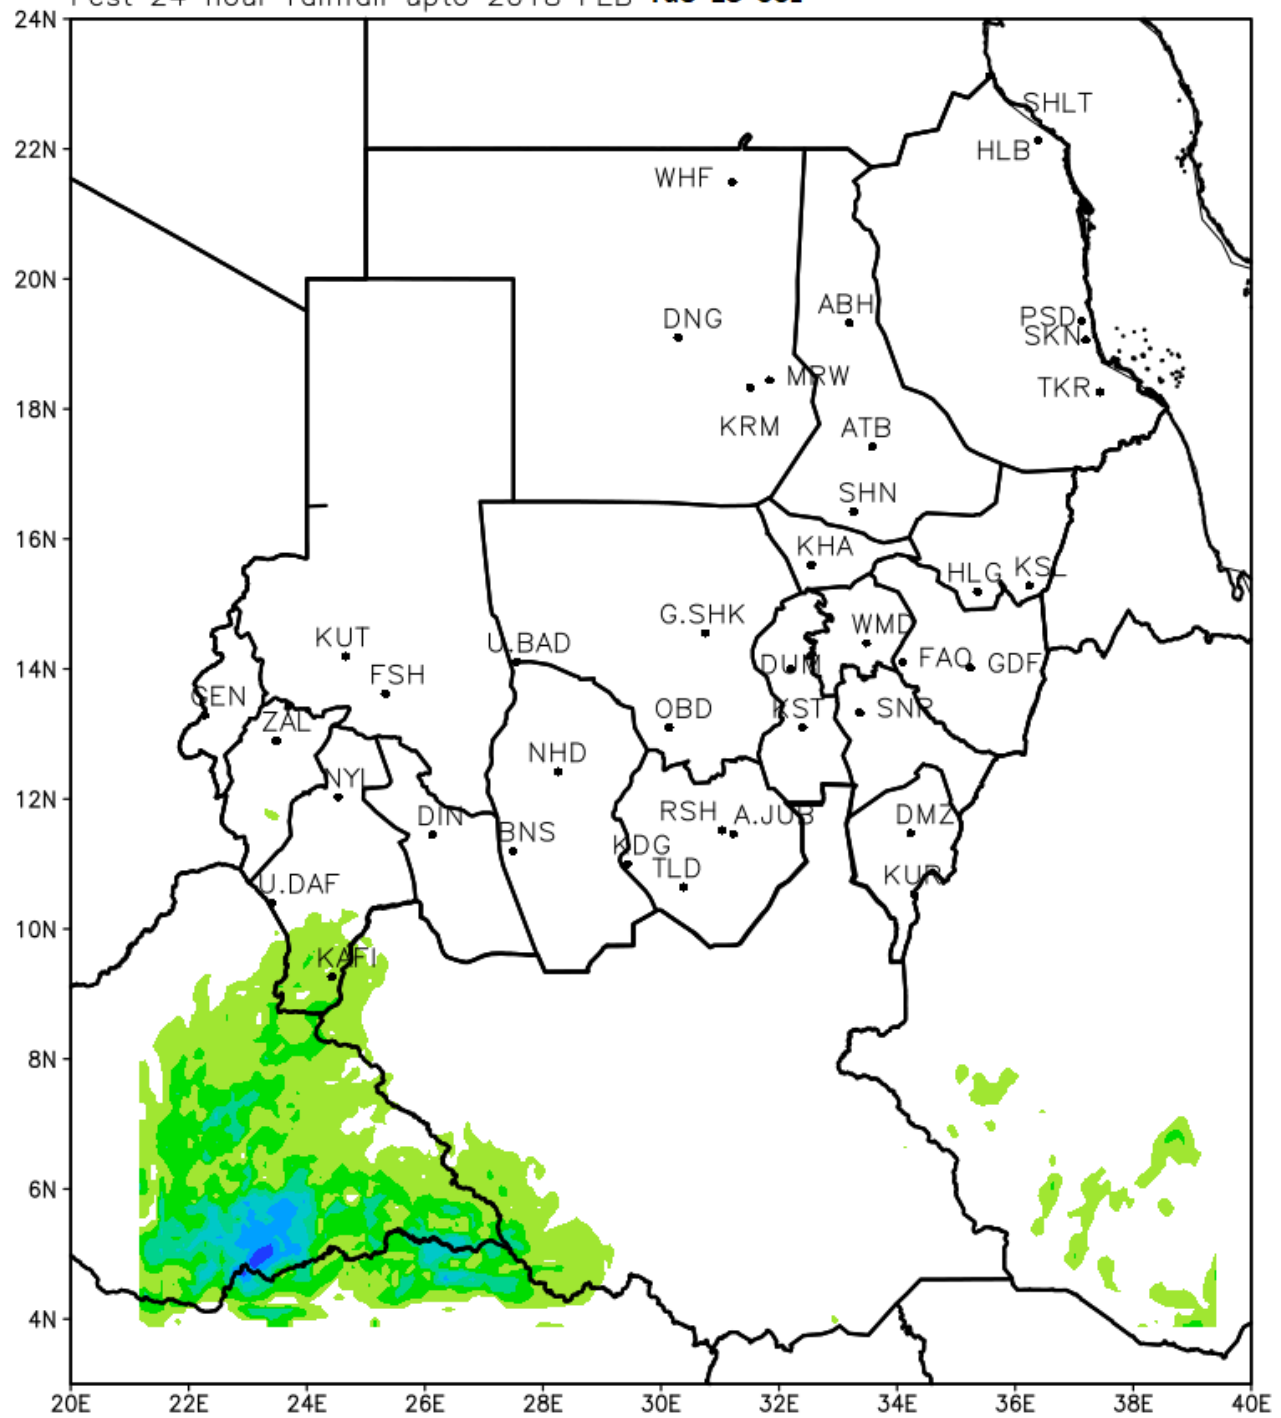 24N
SHLT
22N
HLB
WHF
20N
ABH
DNG
PSD
SKN
MRW
TKR
18N
KRM
ATB
SHN
16N
KHA
HLG
KSL
G.SHK
WMD
KUT
U.BAD
14N
FSH
DUM
FAO
GDF
GEN
ZAL
OBD
KST
SNR
NHD
NYL
12N
RSH
A.JUB
DMZ
DIN
BNS
KDG
TLD
KUR
U.DAF
10N
KAFI
8N
6N
4N
20E 22E 24E 26E 28E 30E 32E 34E 36E 38E 40E